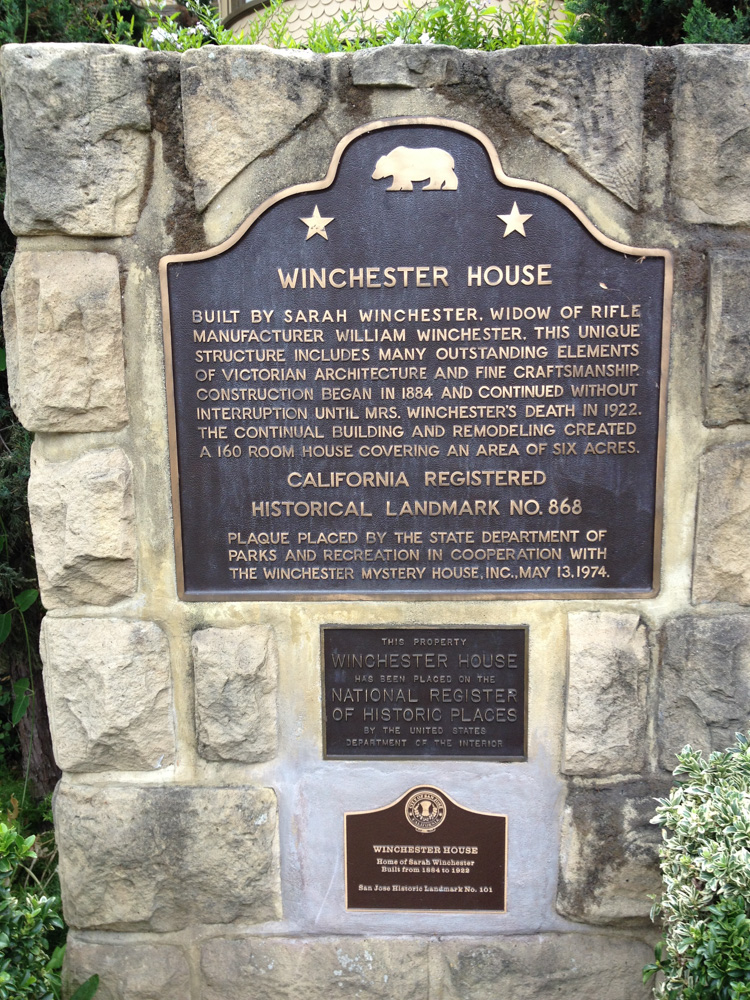 WINCHESTER HOUSE
BUILT BY SARAH WINCHESTER, WIDOW OF RIFLE
MANUFACTURER WILLIAM WINCHESTER. THIS UNIQUE
STRUCTURE INCLUDES MANY OUTSTANDING ELEMENTS
OF VICTORIAN ARCHITECTURE AND FINE CRAFTSMANSHIP.
CONSTRUCTION BEGAN IN 1884 AND CONTINUED WITHOUT
INTERRUPTION UNTIL MRS. WINCHESTER'S DEATH IN 1922.
THE CONTINUAL BUILDING AND REMODELING CREATED
A 160 ROOM HOUSE COVERING AN AREA OF SIX ACRES.
CALIFORNIA REGISTERED
HISTORICAL LANDMARK NO. 868
PLAQUE PLACED BY THE STATE DEPARTMENT OF
PARKS AND RECREATION IN COOPERATION WITH
THE WINCHESTER MYSTERY HOUSE, INC., MAY 13, 1974.
THIS PROPERTY
WINCHESTER HOUSE
HAS BEEN PLACED ON THE
NATIONAL REGISTER
OF HISTORIC PLACES
BY THE UNITED STATES
DEPARTMENT OF THE INTERIOR
CITY OF SAN JOSE
CALIFORNIA
WINCHESTER HOUSE
Home of Sarah Winchester
Built from 1884 to 1922
San Jose Historic Landmark No. 101